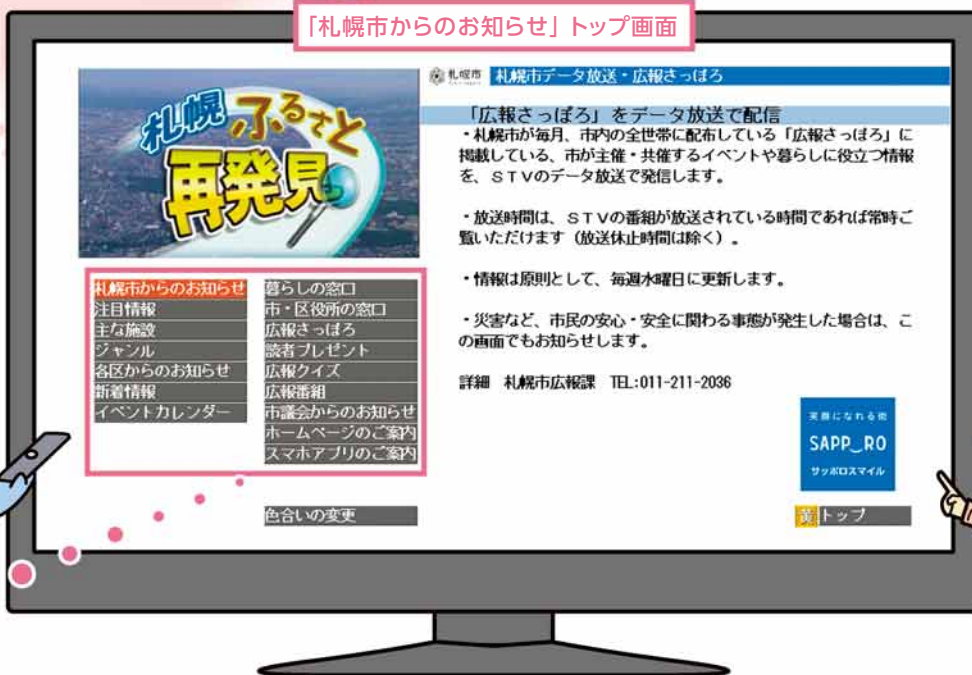 「札幌市からのお知らせ」トップ画面
札幌ふるさと
再発見
札幌市
札幌市データ放送・広報さっぽろ
「広報さっぽろ」をデータ放送で配信
・札幌市が毎月、市内の全世帯に配布している「広報さっぽろ」に
掲載している、市が主催・共催するイベントや暮らしに役立つ情報
を、STVのデータ放送で発信します。
・放送時間は、STVの番組が放送されている時間であれば常時ご
覧いただけます（放送休止時間は除く）。
・情報は原則として、毎週水曜日に更新します。
・災害など、市民の安心・安全に関わる事態が発生した場合は、こ
の画面でもお知らせします。
詳細 札幌市広報課 TEL:011-211-2036
札幌市からのお知らせ
注目情報
主な施設
ジャンル
各区からのお知らせ
新着情報
イベントカレンダー
暮らしの窓口
市・区役所の窓口
広報さっぽろ
読者プレゼント
広報クイズ
広報番組
市議会からのお知らせ
ホームページのご案内
スマホアプリのご案内
色合いの変更
笑顔になれる街
SAPP_RO
サッポロスマイル
黄 トップ